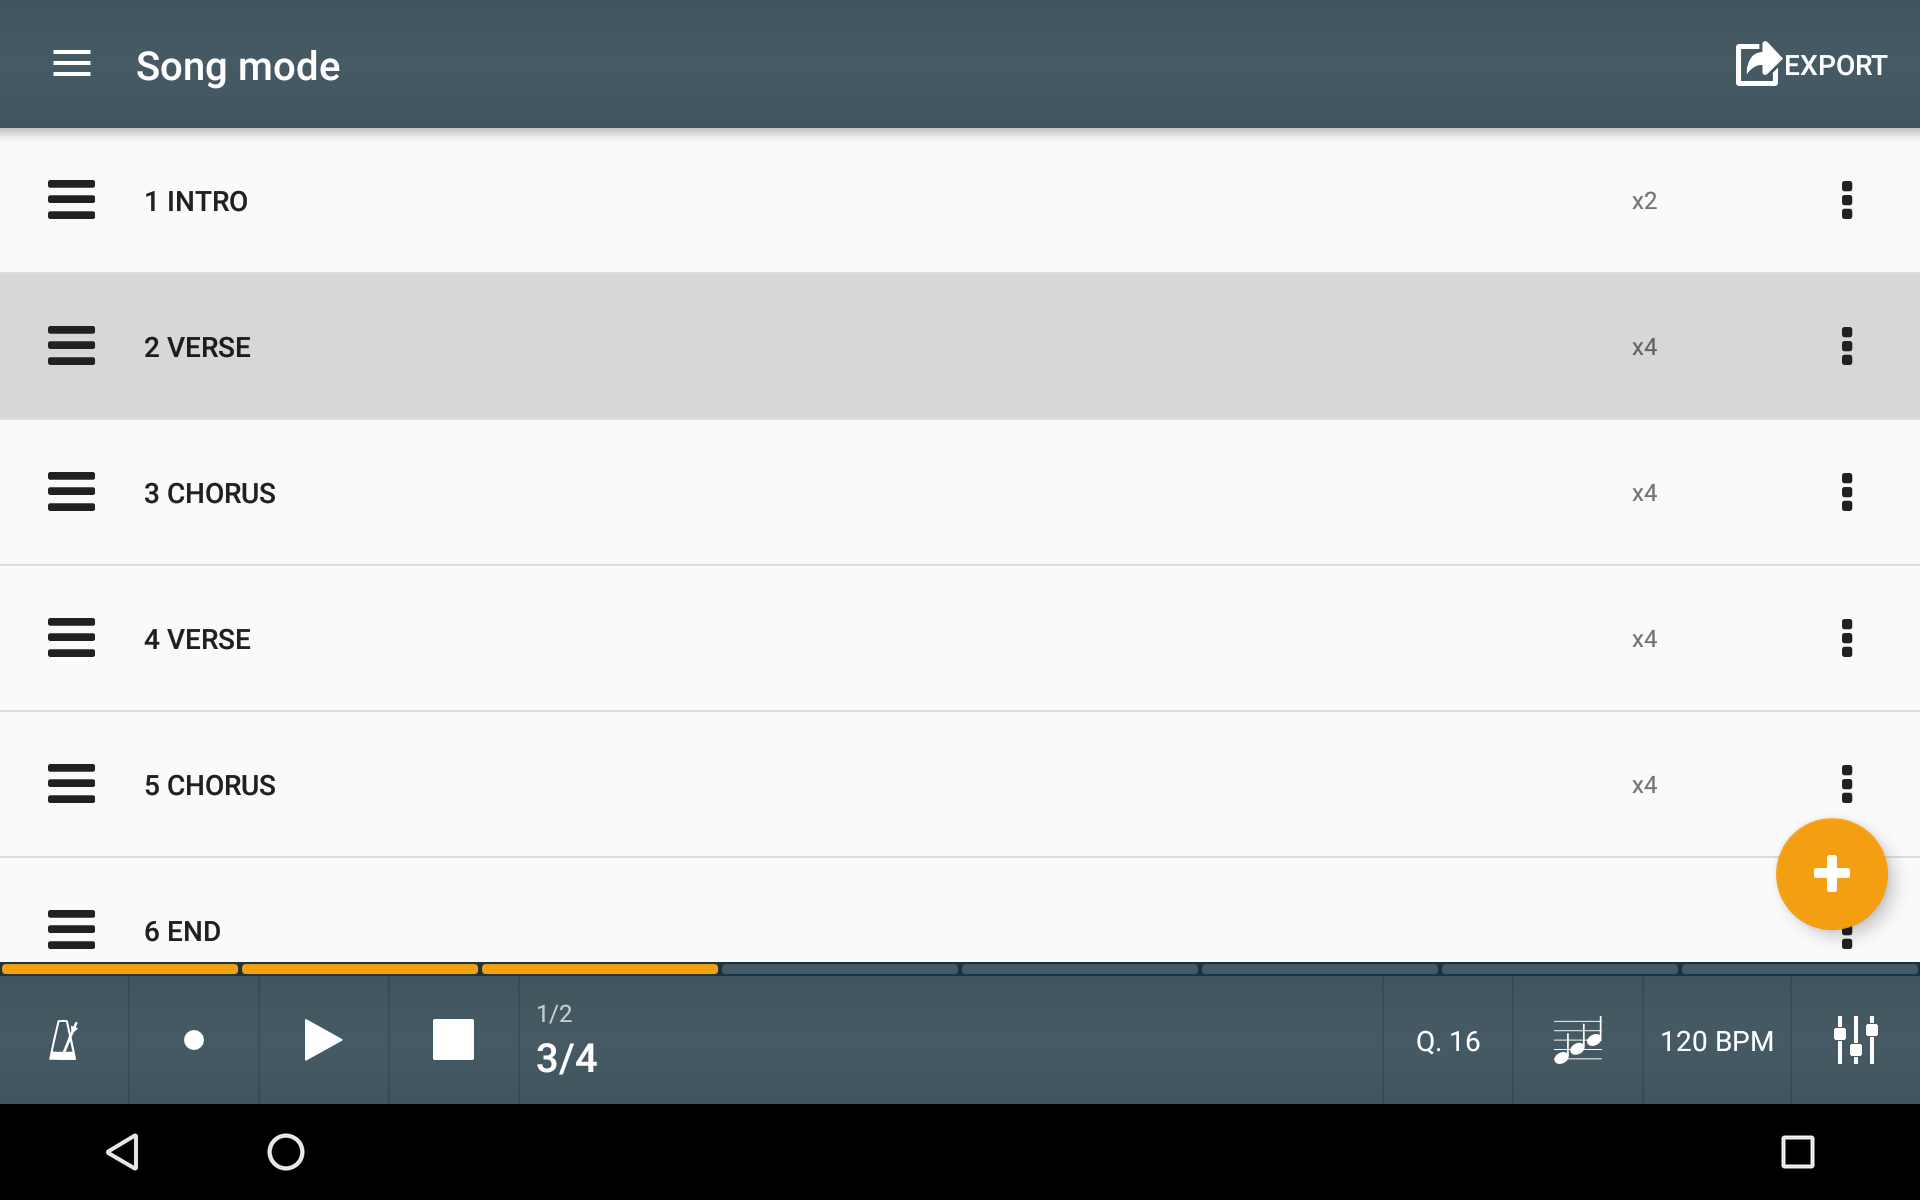 Song mode
EXPORT
1 INTRO
x2
2 VERSE
x4
3 CHORUS
x4
4 VERSE
x4
5 CHORUS
x4
6 END
1/2
3/4
Q. 16
120 BPM